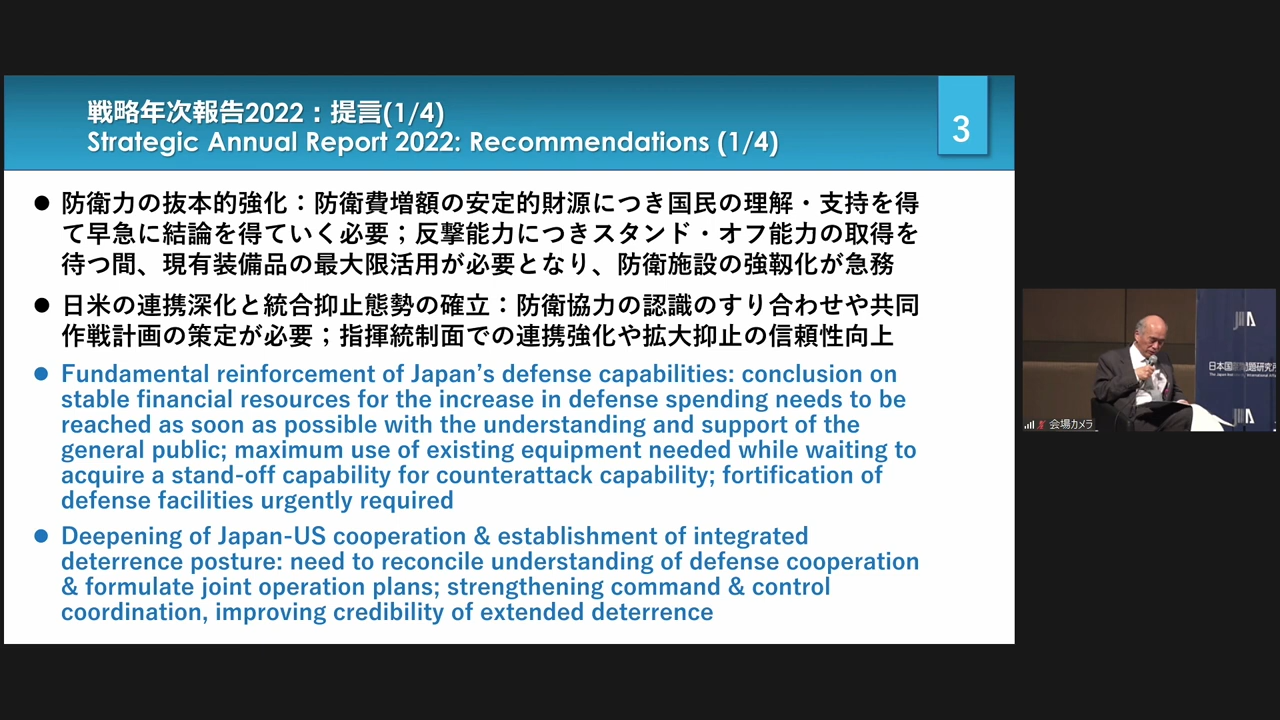 戦略年次報告2022：提言(1/4)
Strategic Annual Report 2022: Recommendations (1/4)
3
● 防衛力の抜本的強化：防衛費増額の安定的財源につき国民の理解・支持を得
て早急に結論を得ていく必要；反撃能力につきスタンド・オフ能力の取得を
待つ間、現有装備品の最大限活用が必要となり、防衛施設の強靱化が急務
● 日米の連携深化と統合抑止態勢の確立：防衛協力の認識のすり合わせや共同
作戦計画の策定が必要；指揮統制面での連携強化や拡大抑止の信頼性向上
● Fundamental reinforcement of Japan's defense capabilities: conclusion on
stable financial resources for the increase in defense spending needs to be
reached as soon as possible with the understanding and support of the
general public; maximum use of existing equipment needed while waiting to
acquire a stand-off capability for counterattack capability; fortification of
defense facilities urgently required
● Deepening of Japan-US cooperation & establishment of integrated
deterrence posture: need to reconcile understanding of defense cooperation
& formulate joint operation plans; strengthening command & control
coordination, improving credibility of extended deterrence
JIIA
日本国際問題研究所
JIIA
会場カメラ